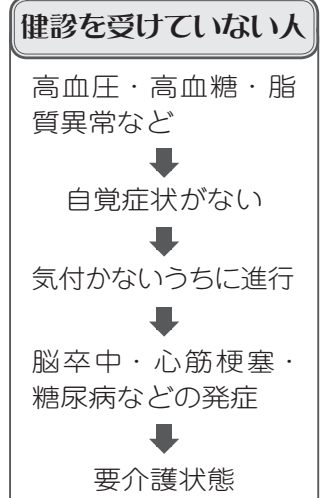 健診を受けていない人
高血圧・高血糖・脂
質異常など
自覚症状がない
気付かないうちに進行
脳卒中・心筋梗塞・
糖尿病などの発症
要介護状態